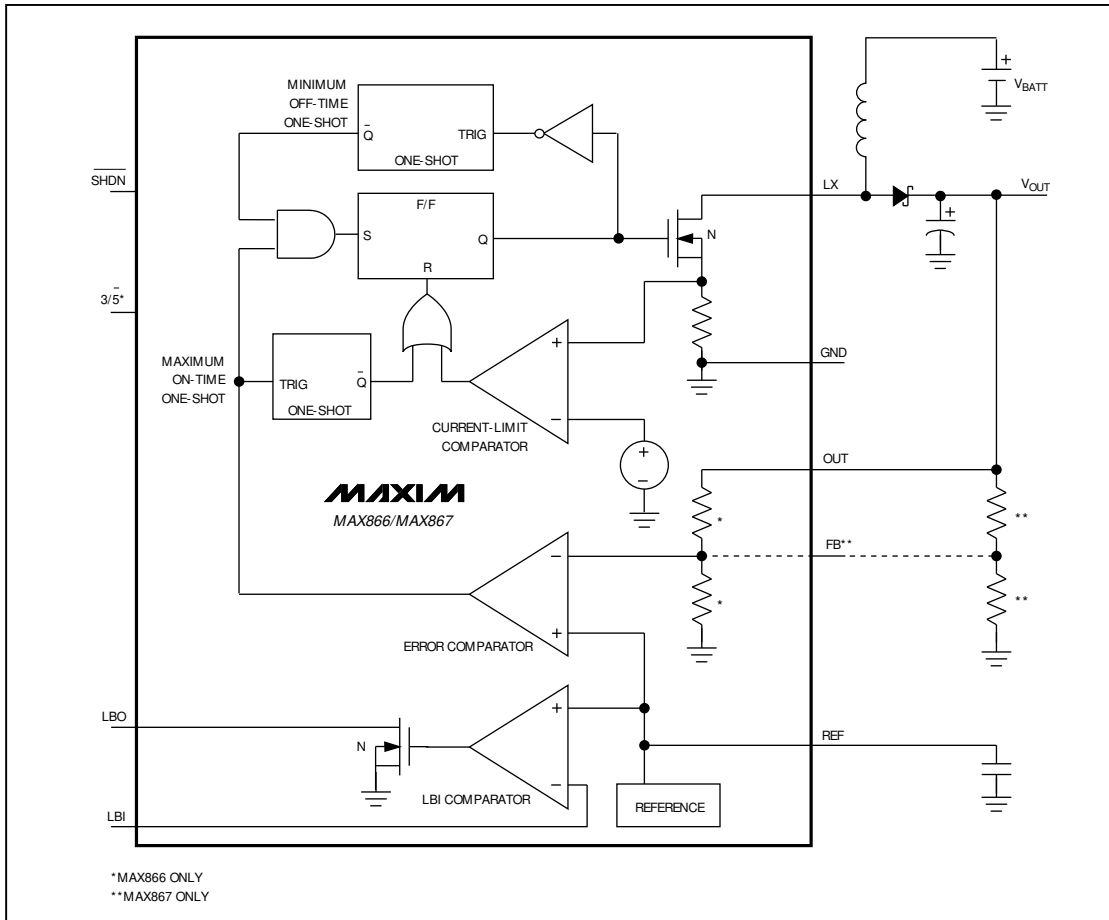 MINIMUM
OFF-TIME
ONE-SHOT
Q̅
TRIG
ONE-SHOT
V_BATT
S̅H̅D̅N̅
F/F
S
Q
R
LX
V_OUT
N
3/5̅*
MAXIMUM
ON-TIME
ONE-SHOT
TRIG
Q̅
ONE-SHOT
+
−
CURRENT-LIMIT
COMPARATOR
+
−
GND
MAXIM
MAX866/MAX867
OUT
*
**
FB**
*
**
−
+
ERROR COMPARATOR
LBO
N
+
−
LBI COMPARATOR
REF
REFERENCE
LBI
+
+
*MAX866 ONLY
**MAX867 ONLY